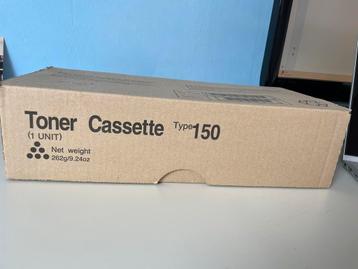 Toner Cassette Type 150
(1 UNIT)
Net weight
262g/9.24oz